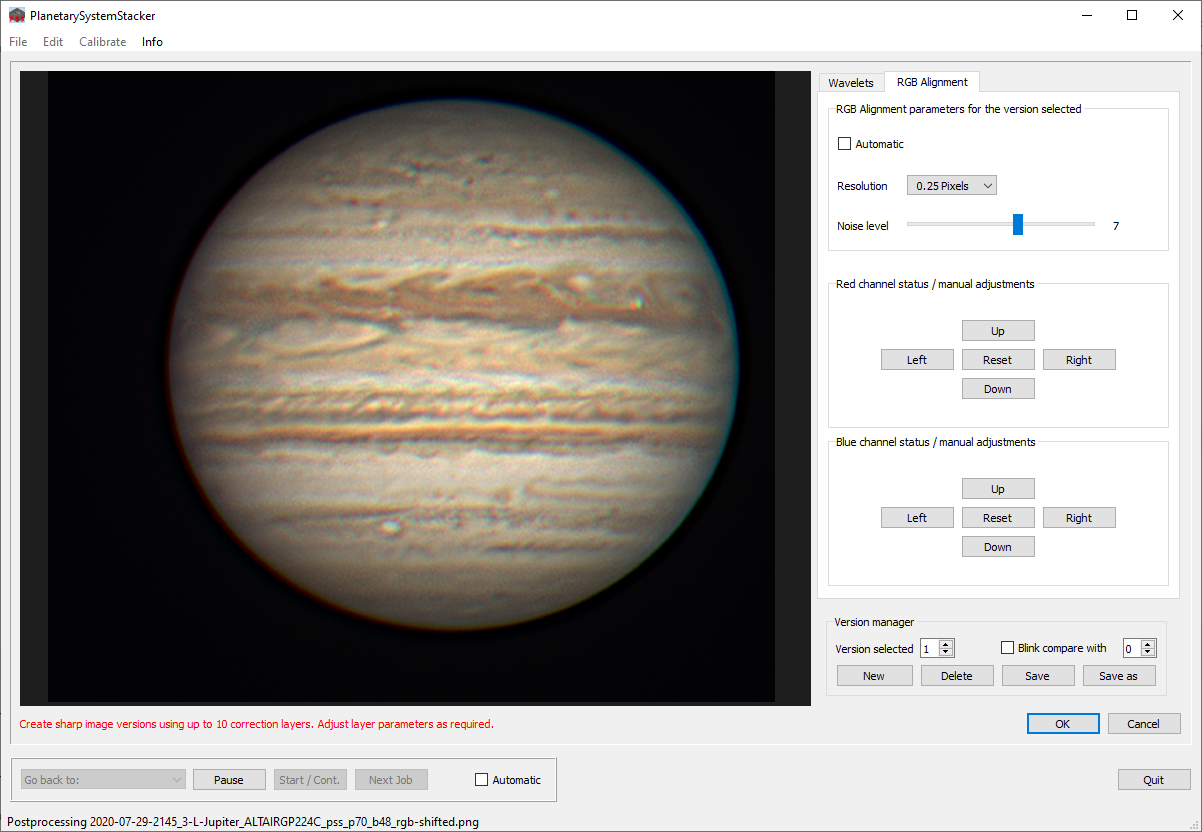 PlanetarySystemStacker
File Edit Calibrate Info
Wavelets RGB Alignment
RGB Alignment parameters for the version selected
Automatic
Resolution 0.25 Pixels
Noise level 7
Red channel status / manual adjustments
Up
Left Reset Right
Down
Blue channel status / manual adjustments
Up
Left Reset Right
Down
Version manager
Version selected 1 Blink compare with 0
New Delete Save Save as
Create sharp image versions using up to 10 correction layers. Adjust layer parameters as required.
OK Cancel
Go back to: Pause Start / Cont. Next Job Automatic Quit
Postprocessing 2020-07-29-2145_3-L-Jupiter_ALTAIRGP224C_pss_p70_b48_rgb-shifted.png